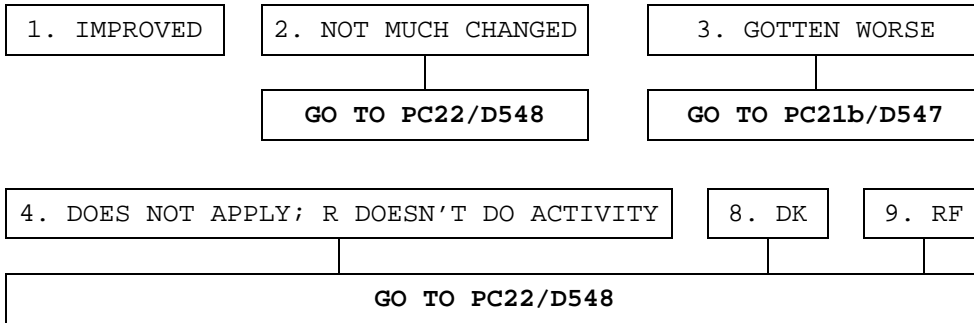 1. IMPROVED 2. NOT MUCH CHANGED 3. GOTTEN WORSE
GO TO PC22/D548 GO TO PC21b/D547
4. DOES NOT APPLY; R DOESN'T DO ACTIVITY 8. DK 9. RF
GO TO PC22/D548